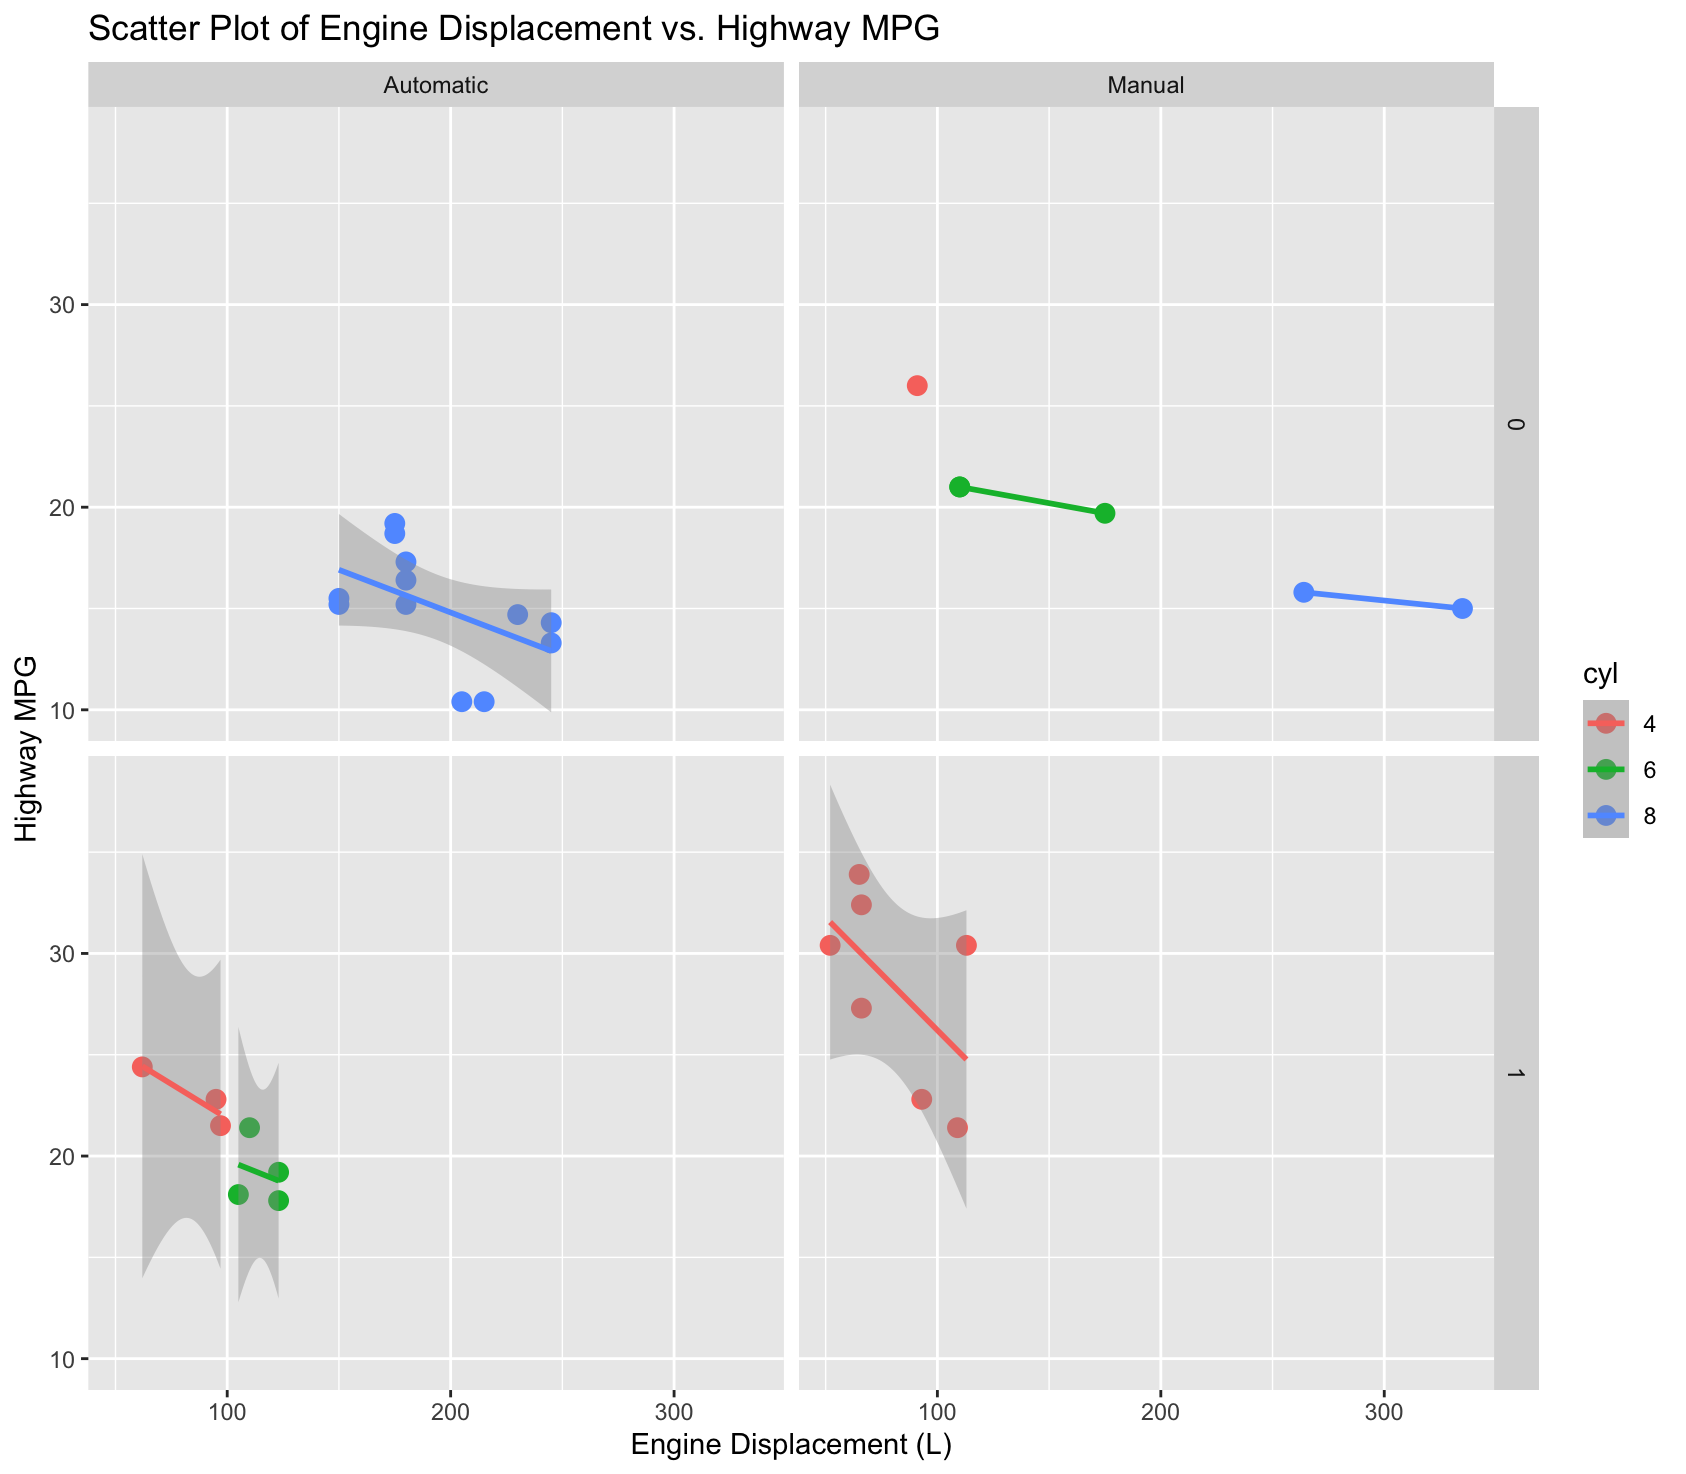 Scatter Plot of Engine Displacement vs. Highway MPG
Automatic
Manual
30
20
10
0
30
20
10
1
100
200
300
100
200
300
Engine Displacement (L)
Highway MPG
cyl
4
6
8